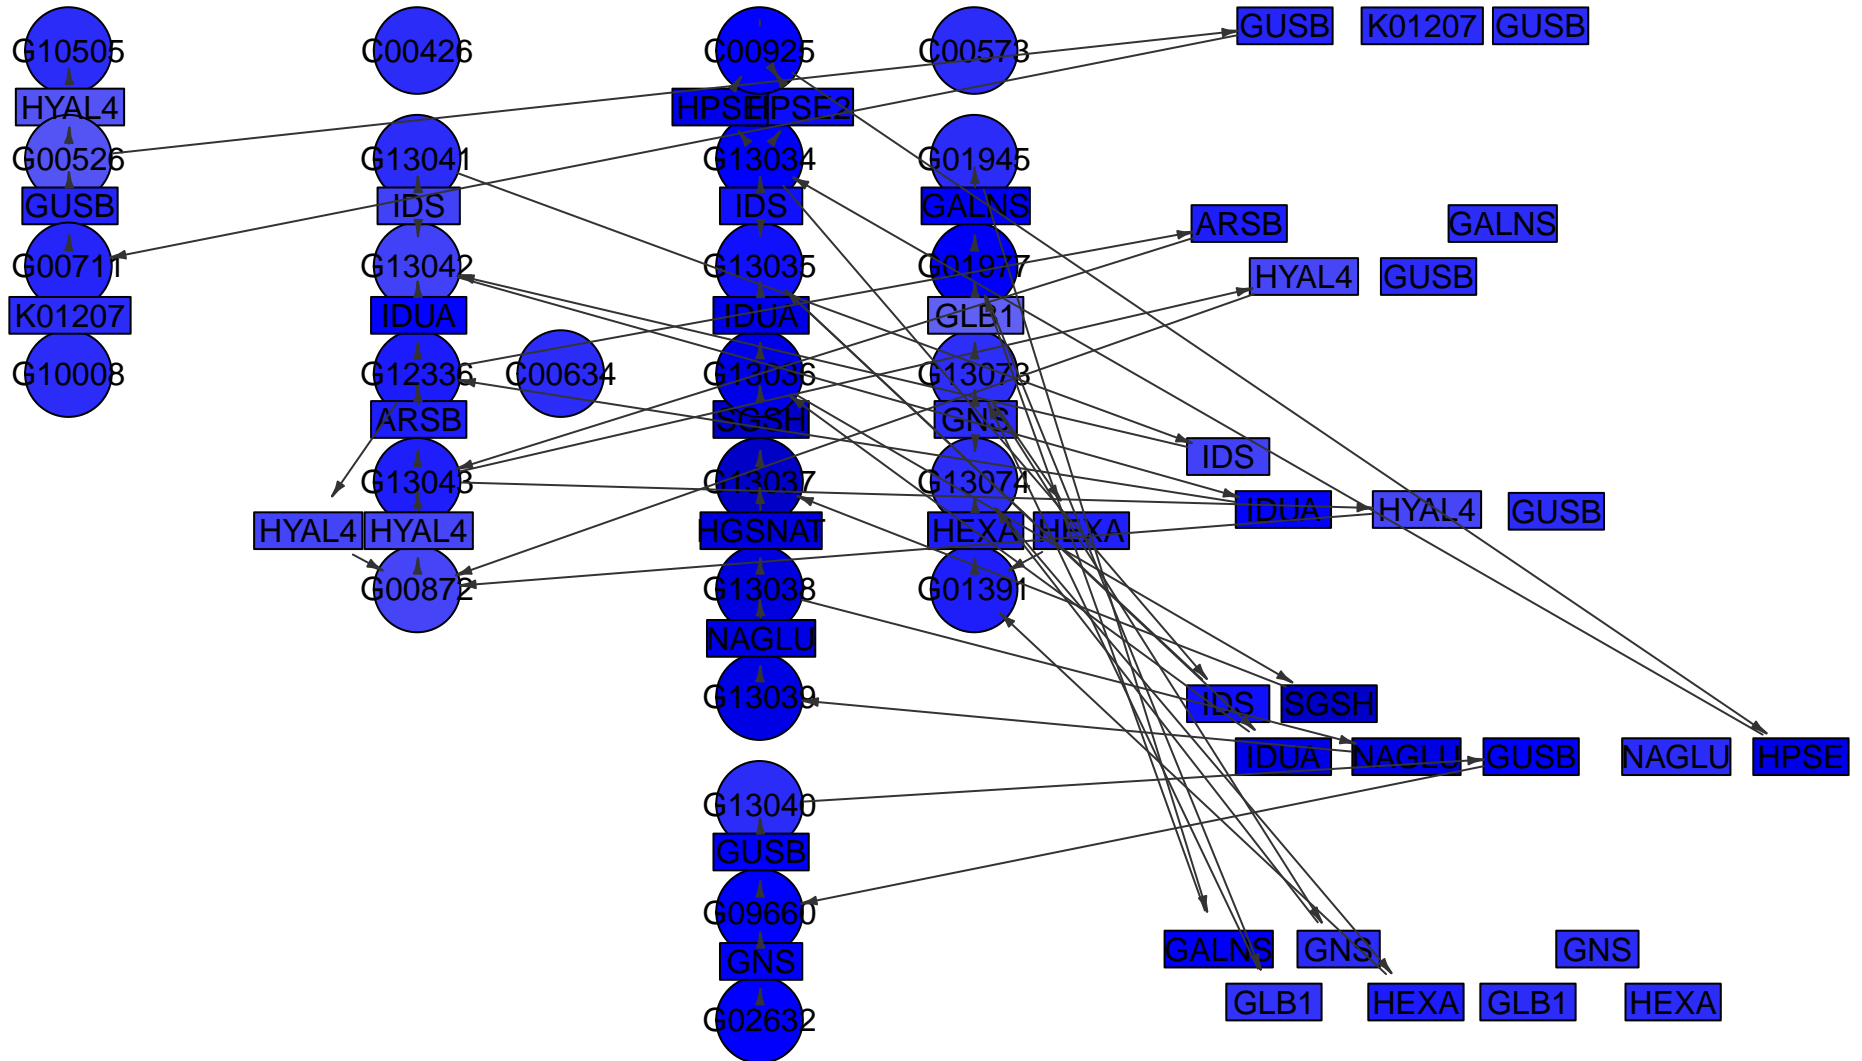 G10505 C00426 C00925 C00573 GUSB K01207 GUSB
HYAL4 HPSE HPSE2
G00526 G13041 G13034 G01945
GUSB IDS IDS GALNS ARSB GALNS
G00711 G13042 G13035 G01977 HYAL4 GUSB
K01207 IDUA IDUA GLB1
G10008 G12336 C00634 G13036 G13073
ARSB SGSH GNS
IDS
G13043 G13037 G13074
IDUA HYAL4 GUSB
HYAL4 HYAL4 HGSNAT HEXA HEXA
G00872 G13038 G01391
NAGLU
G13039 IDS SGSH
IDUA NAGLU GUSB NAGLU HPSE
G13040
GUSB
G09660
GNS GALNS GNS GNS
G02632 GLB1 HEXA GLB1 HEXA